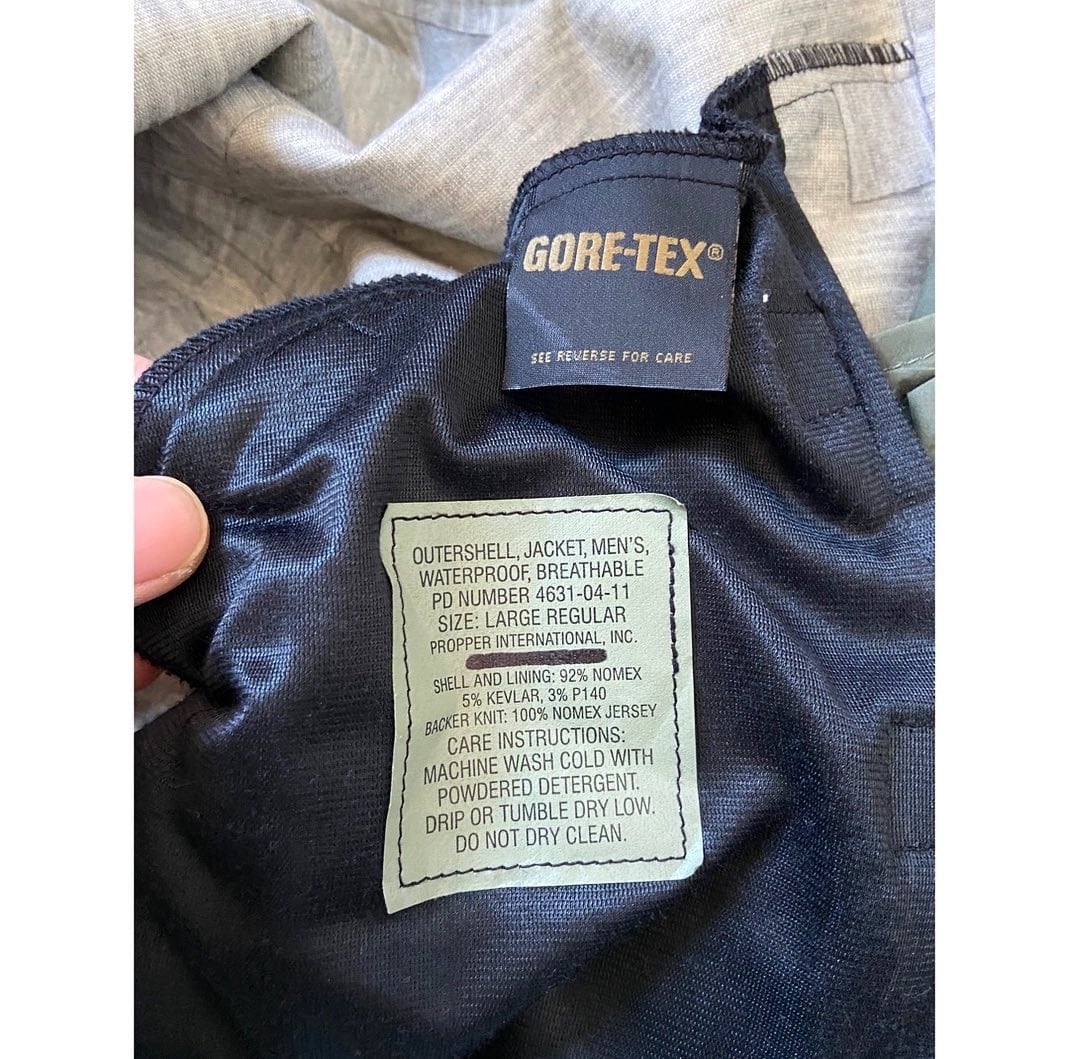 GORE-TEX®
SEE REVERSE FOR CARE
OUTERSHELL, JACKET, MEN'S,
WATERPROOF, BREATHABLE
PD NUMBER 4631-04-11
SIZE: LARGE REGULAR
PROPPER INTERNATIONAL, INC.
SHELL AND LINING: 92% NOMEX
5% KEVLAR, 3% P140
BACKER KNIT: 100% NOMEX JERSEY
CARE INSTRUCTIONS:
MACHINE WASH COLD WITH
POWDERED DETERGENT.
DRIP OR TUMBLE DRY LOW.
DO NOT DRY CLEAN.